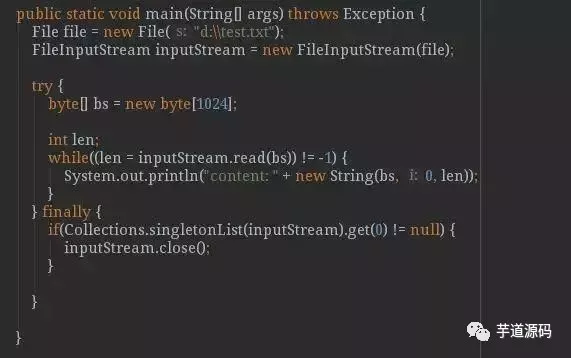 public static void main(String[] args) throws Exception {
File file = new File( s: "d:\\test.txt");
FileInputStream inputStream = new FileInputStream(file);
try {
byte[] bs = new byte[1024];
int len;
while((len = inputStream.read(bs)) != -1) {
System.out.println("content: " + new String(bs, i: 0, len));
}
} finally {
if(Collections.singletonList(inputStream).get(0) != null) {
inputStream.close();
}
}
}
芋道源码